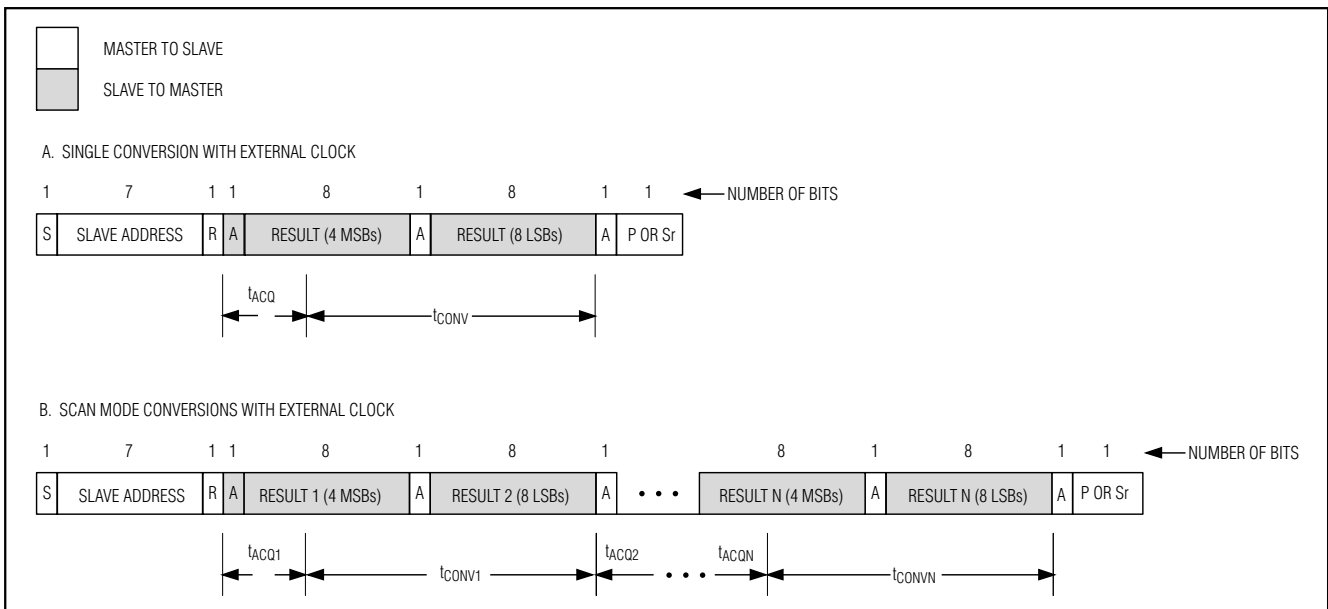 MASTER TO SLAVE
SLAVE TO MASTER
A. SINGLE CONVERSION WITH EXTERNAL CLOCK
1 7 1 1 8 1 8 1 1 NUMBER OF BITS
S SLAVE ADDRESS R A RESULT (4 MSBs) A RESULT (8 LSBs) A P OR Sr
tACQ
tCONV
B. SCAN MODE CONVERSIONS WITH EXTERNAL CLOCK
1 7 1 1 8 1 8 1 8 1 8 1 1 NUMBER OF BITS
S SLAVE ADDRESS R A RESULT 1 (4 MSBs) A RESULT 2 (8 LSBs) A • • • RESULT N (4 MSBs) A RESULT N (8 LSBs) A P OR Sr
tACQ1 tACQ2 tACQN
tCONV1 • • • tCONVN